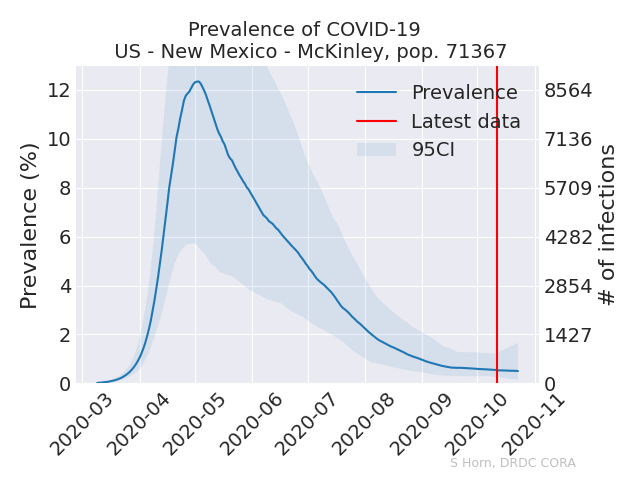 Prevalence of COVID-19
US - New Mexico - McKinley, pop. 71367
Prevalence (%)
12
10
8
6
4
2
0
Prevalence
Latest data
95CI
8564
7136
5709
4282
2854
1427
0
# of infections
2020-03
2020-04
2020-05
2020-06
2020-07
2020-08
2020-09
2020-10
2020-11
S Horn, DRDC CORA